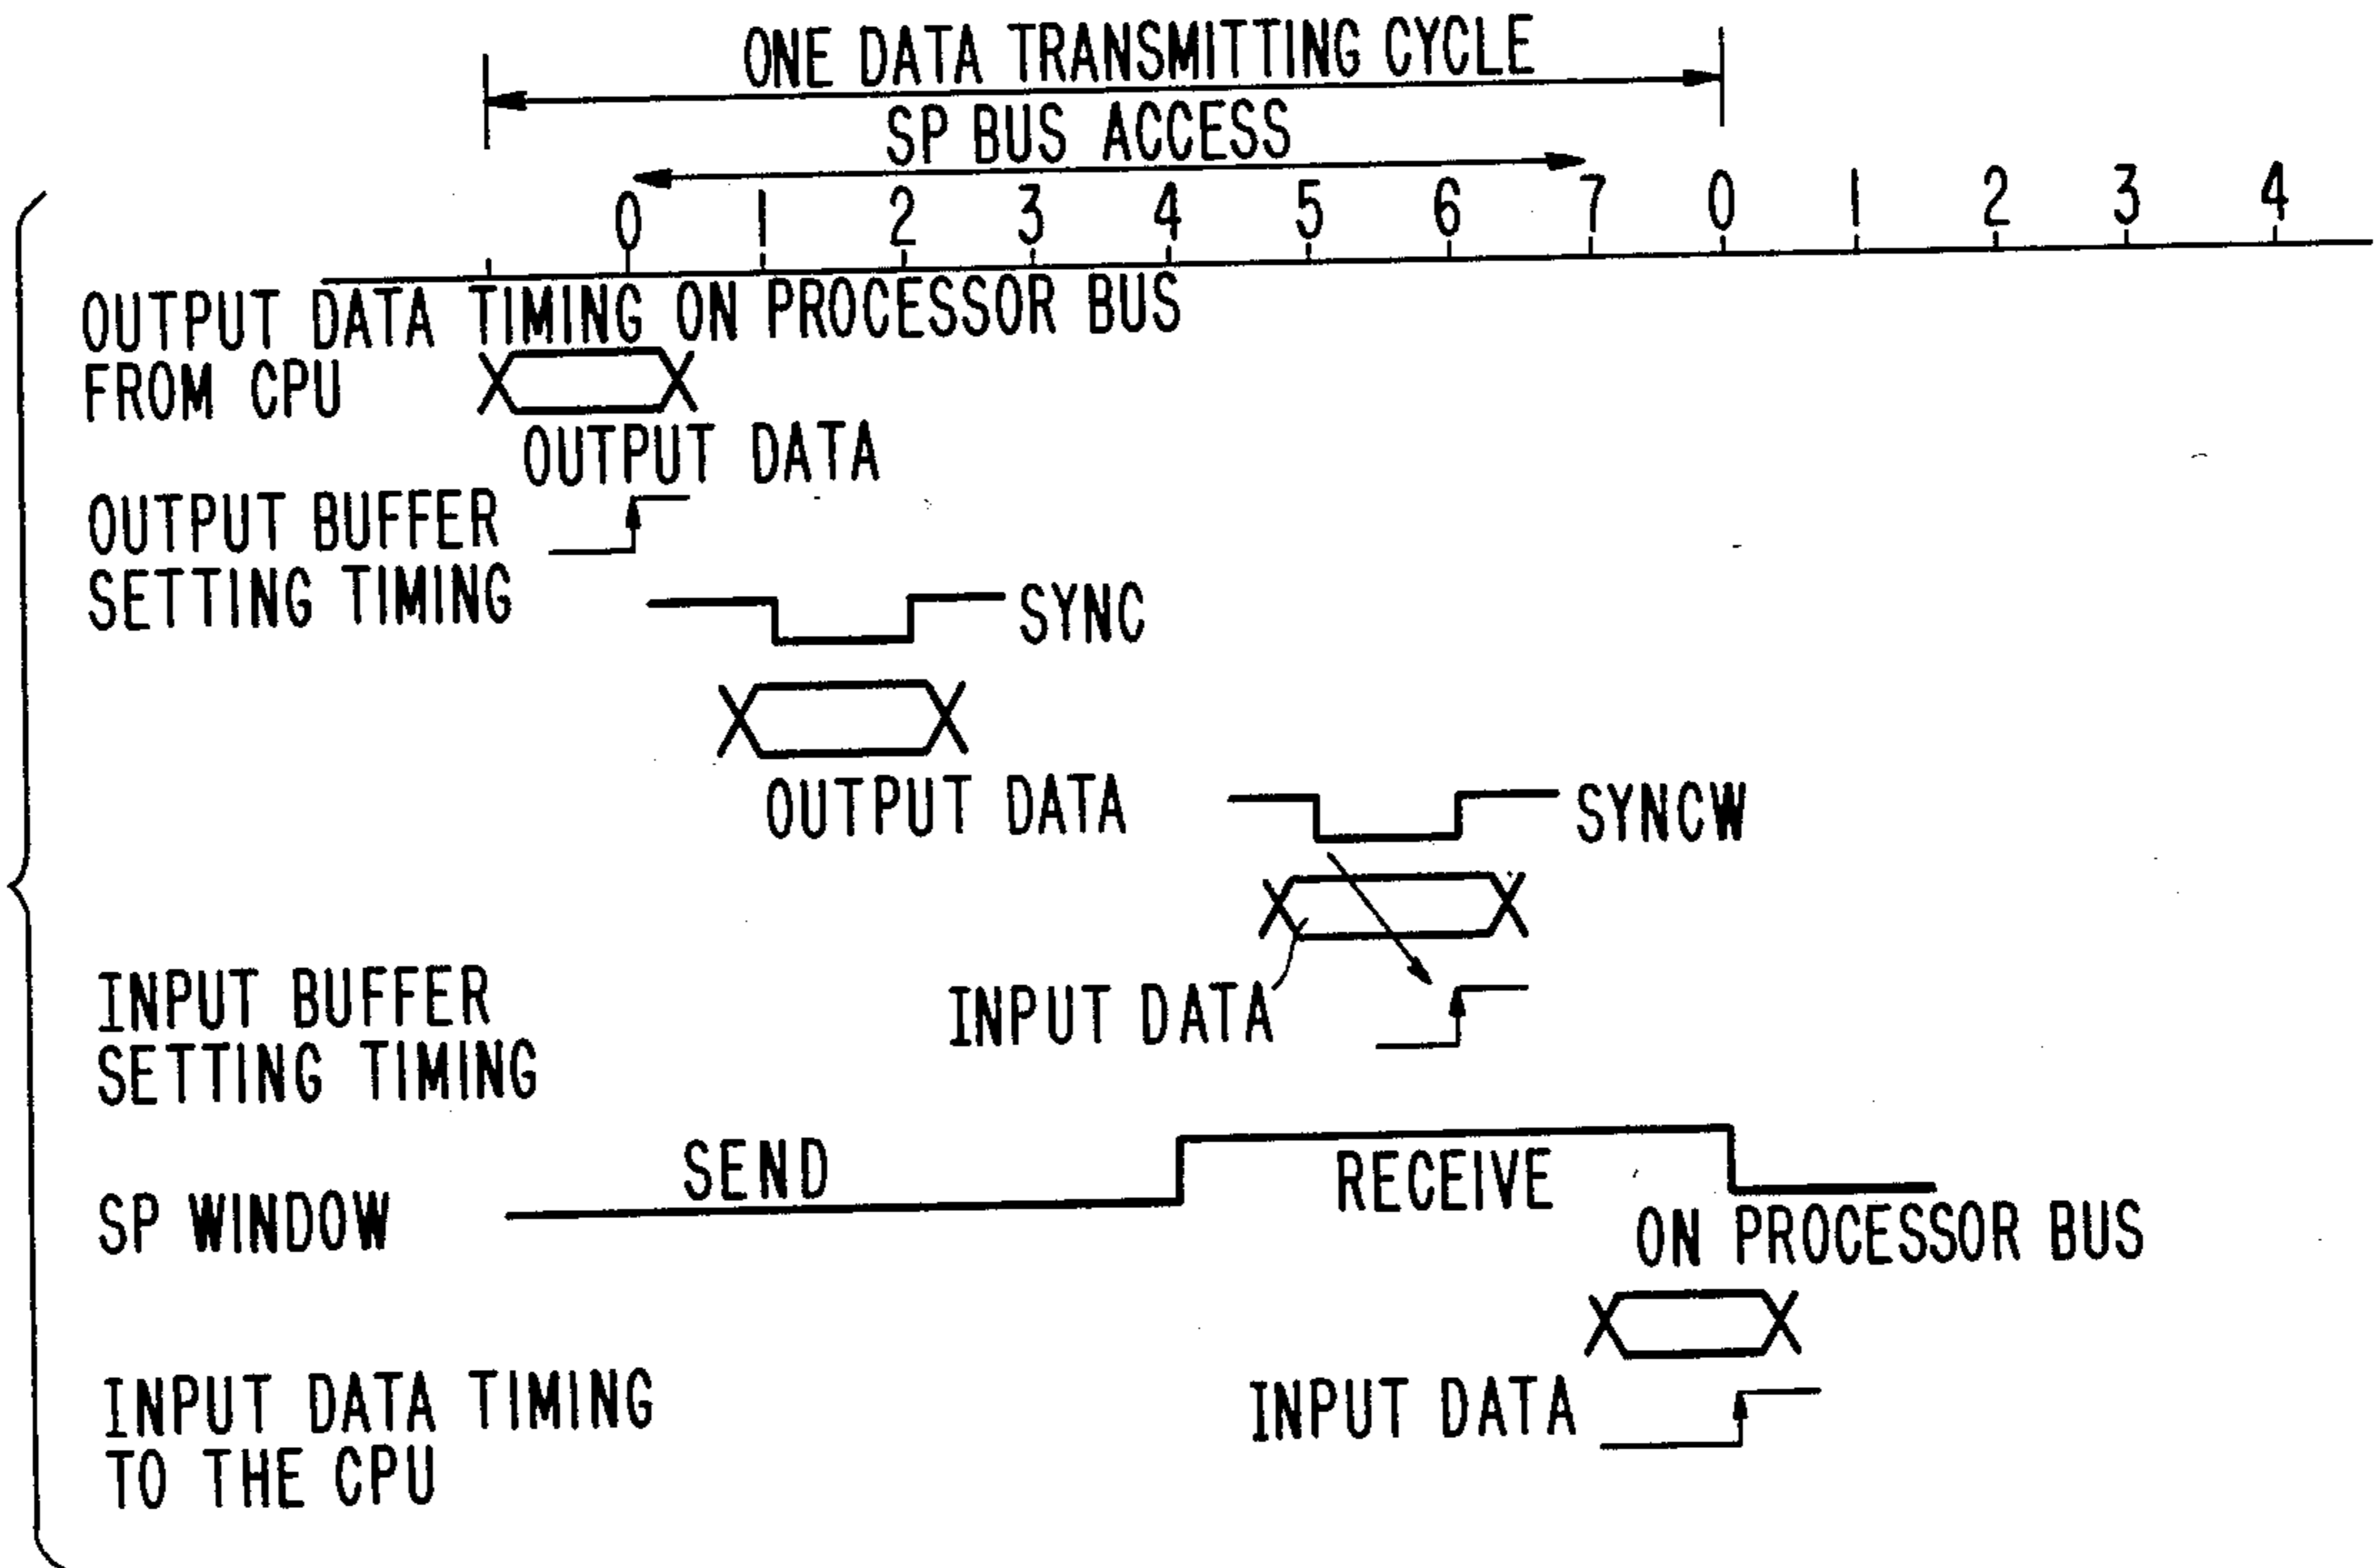 ONE DATA TRANSMITTING CYCLE
SP BUS ACCESS
0 1 2 3 4 5 6 7 0 1 2 3 4
OUTPUT DATA TIMING ON PROCESSOR BUS
FROM CPU
OUTPUT DATA
OUTPUT BUFFER
SETTING TIMING
SYNC
OUTPUT DATA
SYNCW
INPUT BUFFER
SETTING TIMING
INPUT DATA
SEND
RECEIVE
SP WINDOW
ON PROCESSOR BUS
INPUT DATA TIMING
TO THE CPU
INPUT DATA